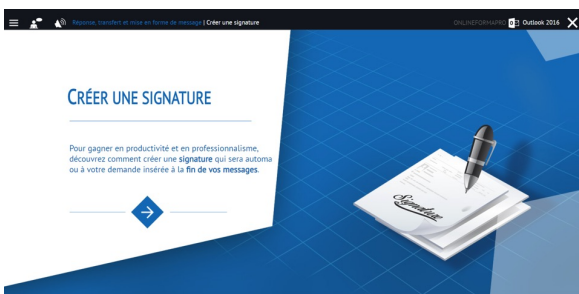 Réponse, transfert et mise en forme de message | Créer une signature
ONLINEFORMAPRO Outlook 2016
CRÉER UNE SIGNATURE
Pour gagner en productivité et en professionnalisme,
découvrez comment créer une signature qui sera automa
ou à votre demande insérée à la fin de vos messages.
Signature